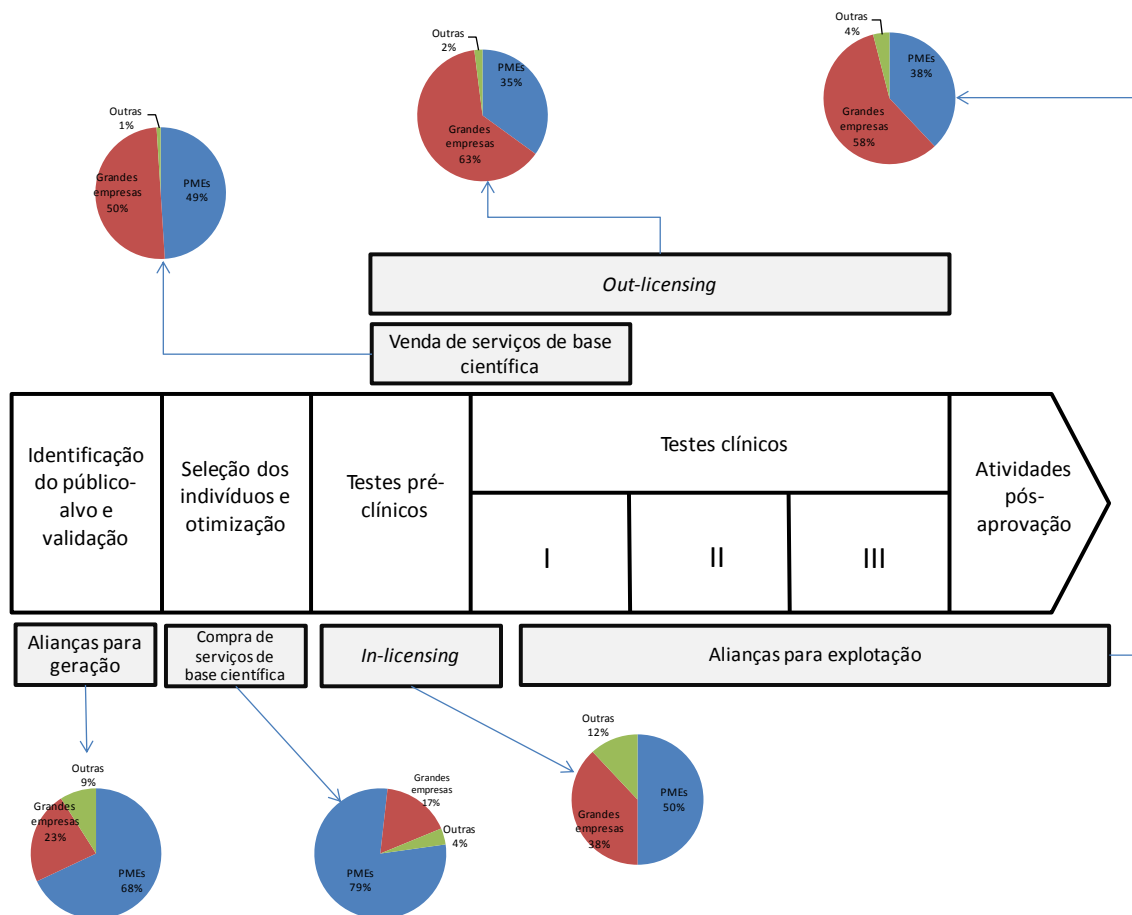 Outras
1%
Grandes
empresas
50%
PMEs
49%
Outras
2%
PMEs
35%
Grandes
empresas
63%
Outras
4%
PMEs
38%
Grandes
empresas
58%
Out-licensing
Venda de serviços de base
científica
Identificação
do público-
alvo e
validação
Seleção dos
indivíduos e
otimização
Testes pré-
clínicos
Testes clínicos
I
II
III
Atividades
pós-
aprovação
Alianças para
geração
Compra de
serviços de
base científica
In-licensing
Alianças para explotação
Outras
9%
Grandes
empresas
23%
PMEs
68%
Grandes
empresas
17%
Outras
4%
PMEs
79%
Outras
12%
PMEs
50%
Grandes
empresas
38%